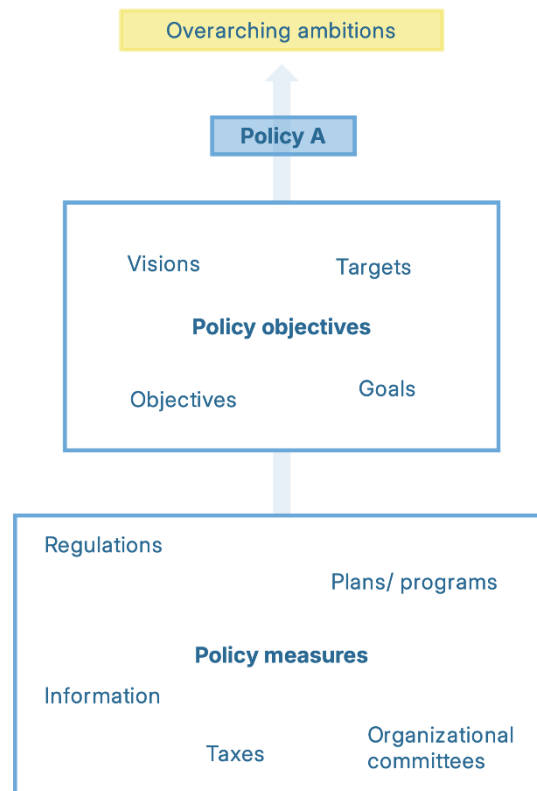 Overarching ambitions
Policy A
Visions
Targets
Policy objectives
Objectives
Goals
Regulations
Plans/ programs
Policy measures
Information
Taxes
Organizational
committees